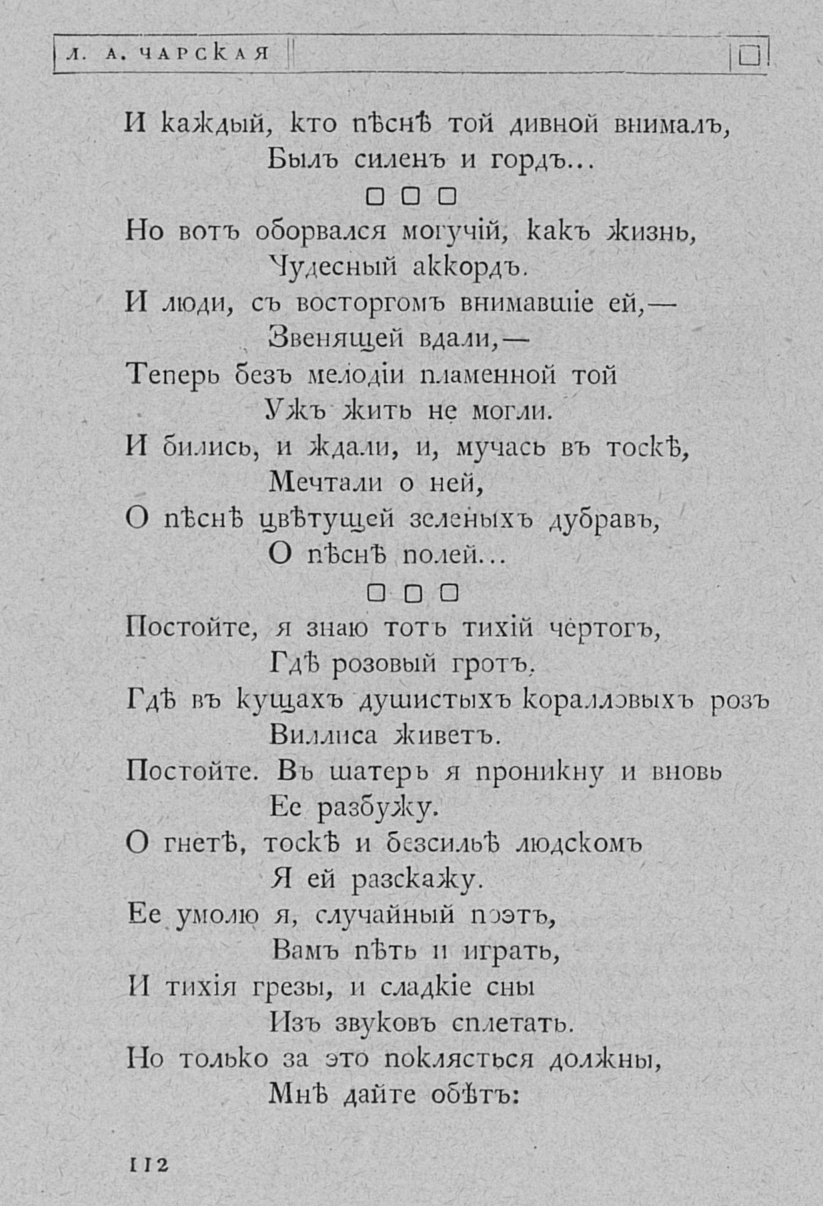 Л. А. ЧАРСКАЯ
И каждый, кто пѣснѣ той дивной внималъ,
Былъ силенъ и гордъ...
Но вотъ оборвался могучій, какъ жизнь,
Чудесный аккордъ.
И люди, съ восторгомъ внимавшіе ей,—
Звенящей вдали,—
Теперь безъ мелодіи пламенной той
Ужъ жить не могли.
И бились, и ждали, и, мучась въ тоскѣ,
Мечтали о ней,
О пѣснѣ цвѣтущей зеленыхъ дубравъ,
О пѣснѣ полей...
Постойте, я знаю тотъ тихій чертогъ,
Гдѣ розовый гротъ.
Гдѣ въ кущахъ душистыхъ коралловыхъ розъ
Виллиса живетъ.
Постойте. Въ шатеръ я проникну и вновь
Ее разбужу.
О гнетѣ, тоскѣ и безсильѣ людскомъ
Я ей разскажу.
Ее умолю я, случайный поэтъ,
Вамъ пѣть и играть,
И тихія грезы, и сладкіе сны
Изъ звуковъ сплетать.
Но только за это поклясться должны,
Мнѣ дайте обѣтъ:
112